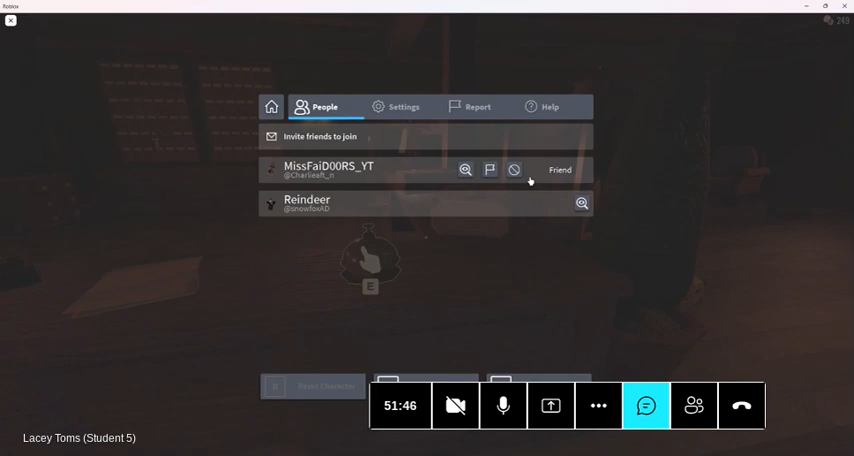 Roblox
249
People
Settings
Report
Help
Invite friends to join
MissFaiD00RS_YT
@Charlieaft_n
Friend
Reindeer
@snowfoxAD
E
Reset Character
51:46
Lacey Toms (Student 5)